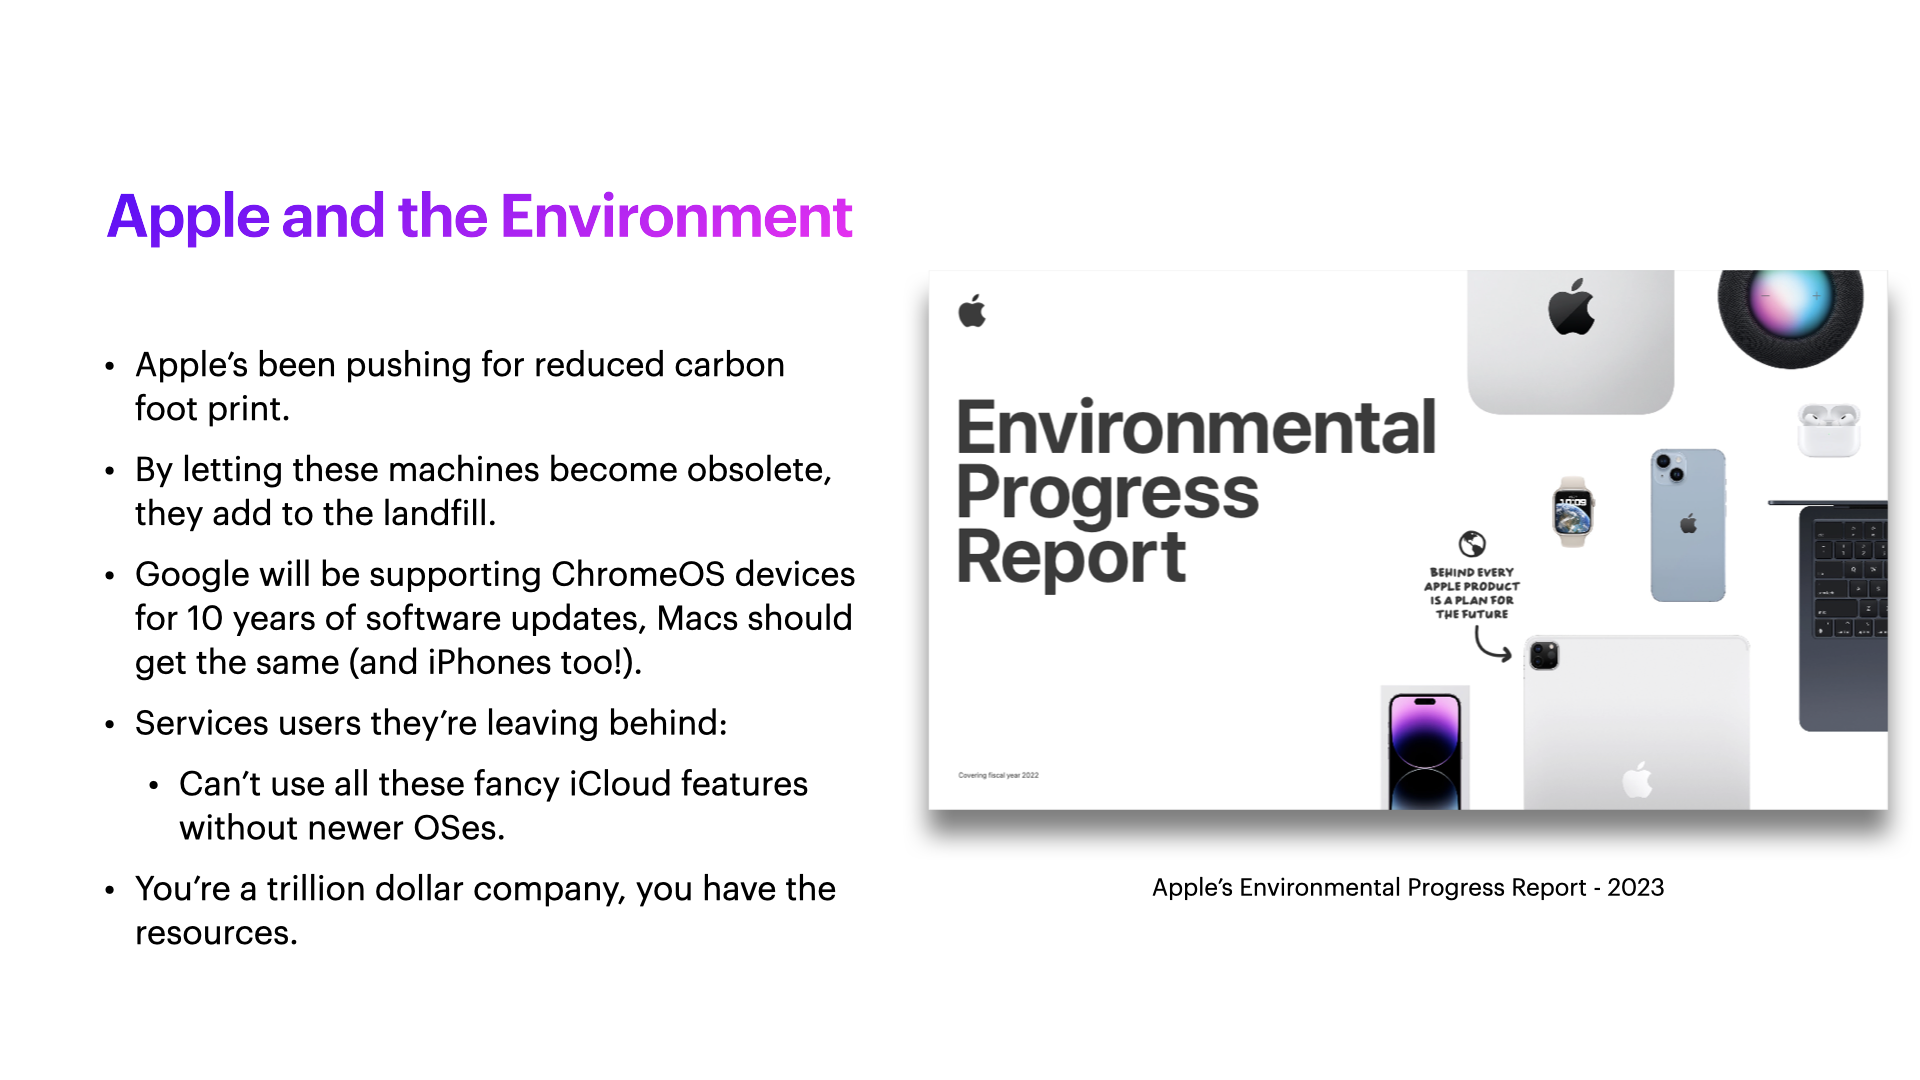 Apple and the Environment
• Apple’s been pushing for reduced carbon
foot print.
• By letting these machines become obsolete,
they add to the landfill.
• Google will be supporting ChromeOS devices
for 10 years of software updates, Macs should
get the same (and iPhones too!).
• Services users they’re leaving behind:
• Can’t use all these fancy iCloud features
without newer OSes.
• You’re a trillion dollar company, you have the
resources.
Environmental
Progress
Report
10:09
BEHIND EVERY
APPLE PRODUCT
IS A PLAN FOR
THE FUTURE
Covering fiscal year 2022
Apple’s Environmental Progress Report - 2023